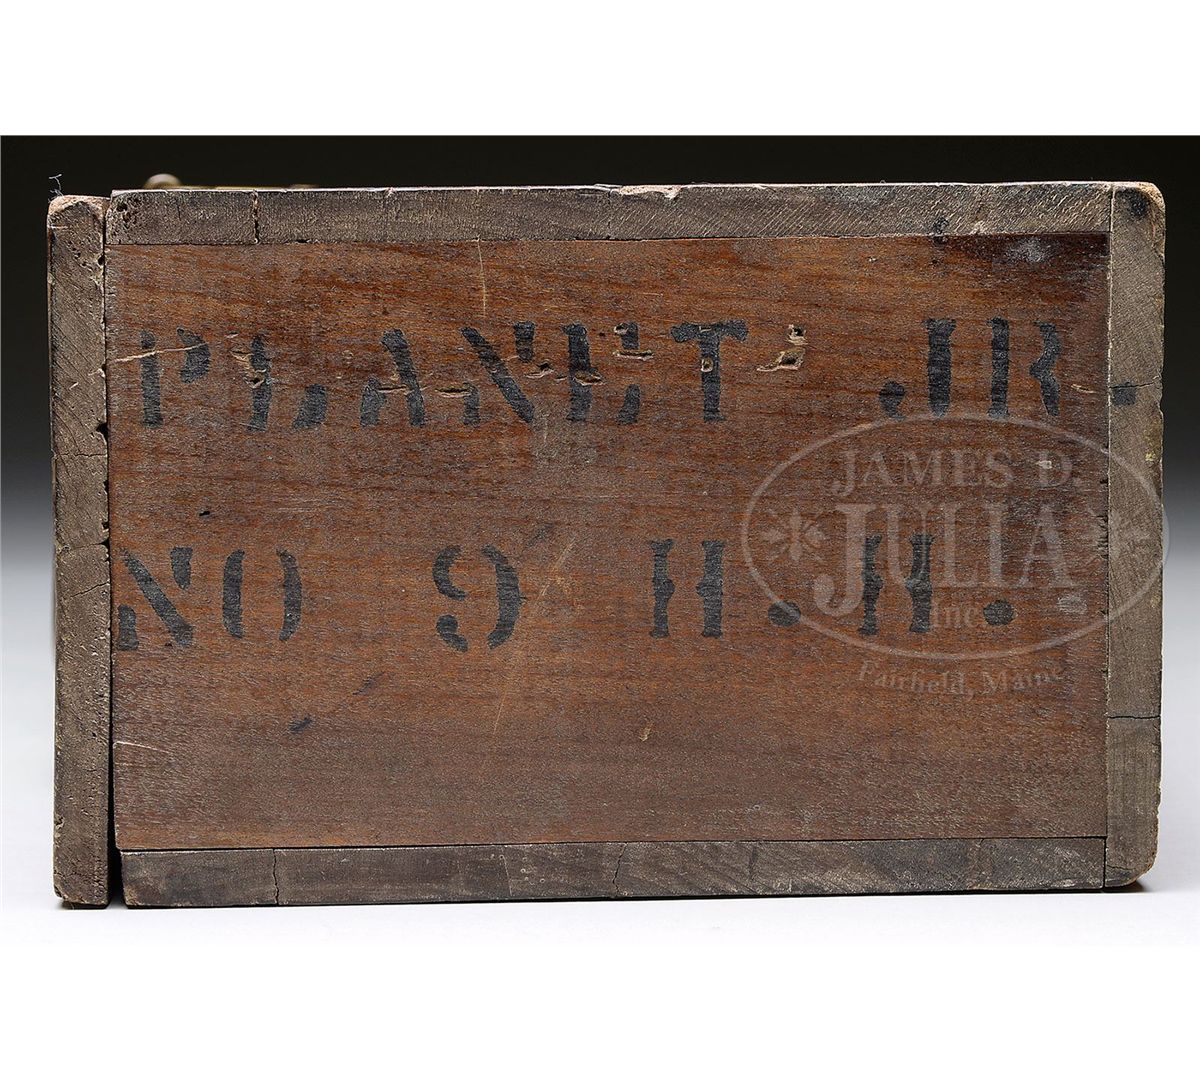 PLANET JR.
NO 9 H. H.
JAMES D.
JULIA
Inc.
Fairfield, Maine